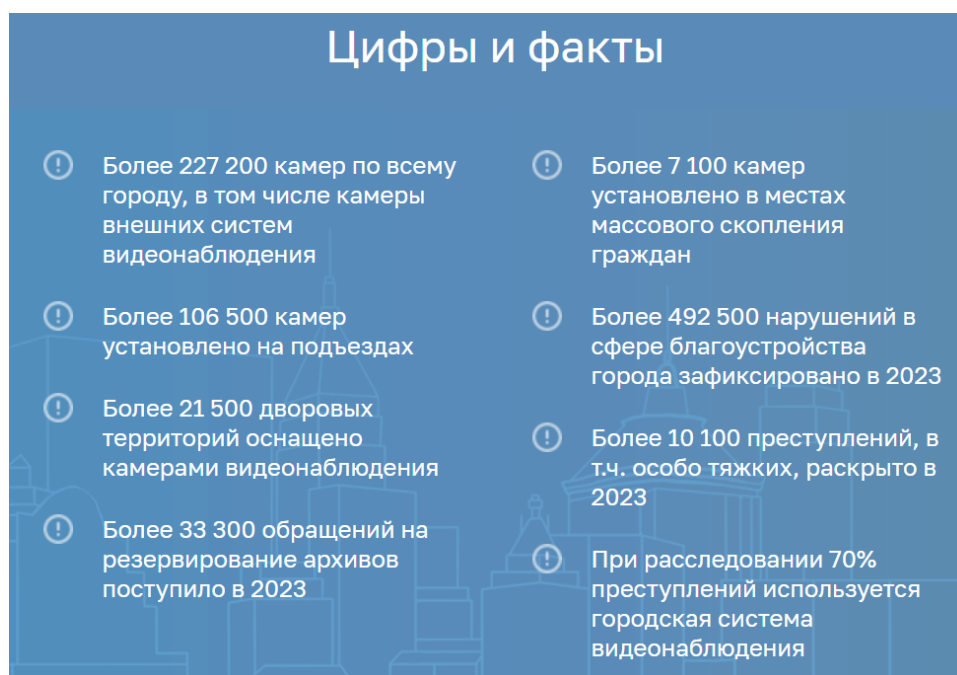 Цифры и факты
Более 227 200 камер по всему
городу, в том числе камеры
внешних систем
видеонаблюдения
Более 106 500 камер
установлено на подъездах
Более 21 500 дворовых
территорий оснащено
камерами видеонаблюдения
Более 33 300 обращений на
резервирование архивов
поступило в 2023
Более 7 100 камер
установлено в местах
массового скопления
граждан
Более 492 500 нарушений в
сфере благоустройства
города зафиксировано в 2023
Более 10 100 преступлений, в
т.ч. особо тяжких, раскрыто в
2023
При расследовании 70%
преступлений используется
городская система
видеонаблюдения